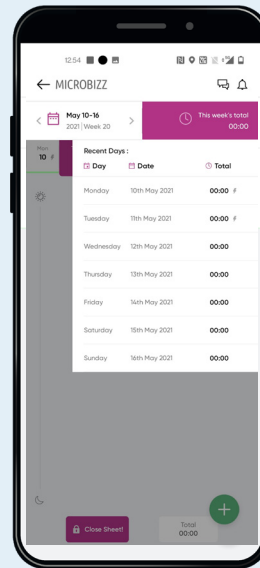 12:54
MICROBIZZ
May 10-16
2021 | Week 20
This week's total
00:00
Mon
10
Recent Days :
Day Date Total
Monday 10th May 2021 00:00
Tuesday 11th May 2021 00:00
Wednesday 12th May 2021 00:00
Thursday 13th May 2021 00:00
Friday 14th May 2021 00:00
Saturday 15th May 2021 00:00
Sunday 16th May 2021 00:00
Close Sheet!
Total
00:00